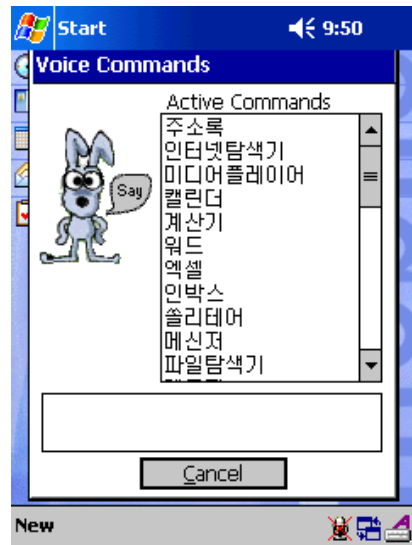 Start 9:50
Voice Commands
Active Commands
Say
주소록
인터넷탐색기
미디어플레이어
캘린더
계산기
워드
엑셀
인박스
쏠리테어
메신저
파일탐색기
Cancel
New